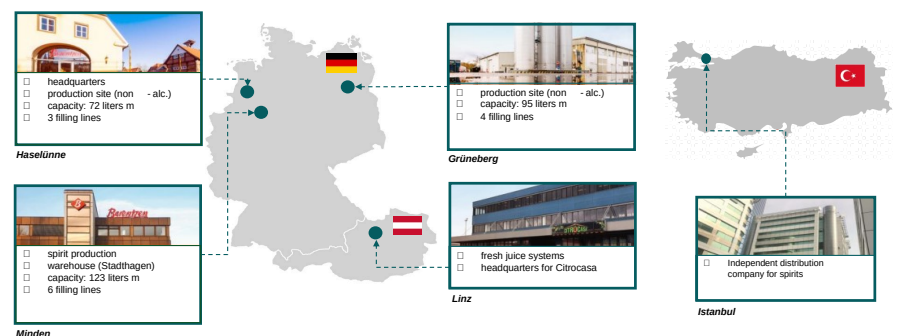 headquarters
production site (non - alc.)
capacity: 72 liters m
3 filling lines
Haselünne
production site (non - alc.)
capacity: 95 liters m
4 filling lines
Grüneberg
Berentzen
spirit production
warehouse (Stadthagen)
capacity: 123 liters m
6 filling lines
Minden
fresh juice systems
headquarters for Citrocasa
Linz
Independent distribution
company for spirits
Istanbul